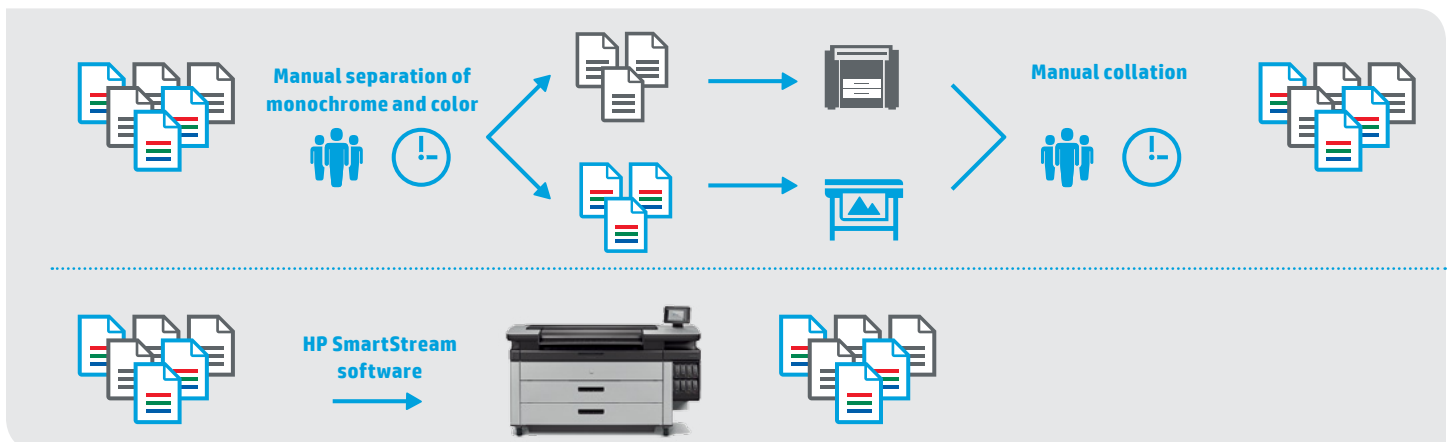 Manual separation of
monochrome and color
Manual collation
HP SmartStream
software